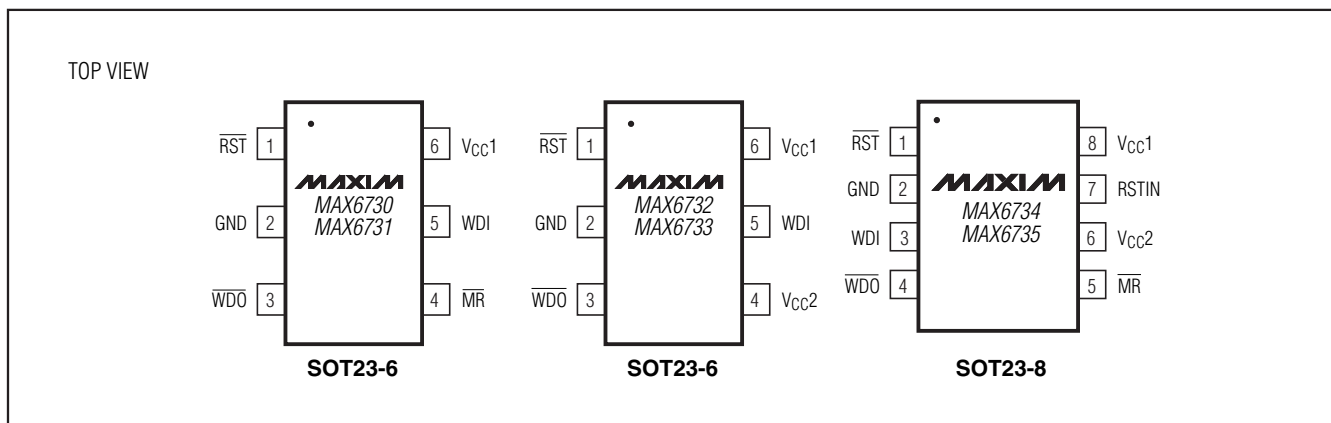 TOP VIEW
RST 1
6 VCC1
GND 2
5 WDI
WDO 3
4 MR
MAXIM
MAX6730
MAX6731
SOT23-6
RST 1
6 VCC1
GND 2
5 WDI
WDO 3
4 VCC2
MAXIM
MAX6732
MAX6733
SOT23-6
RST 1
8 VCC1
GND 2
7 RSTIN
WDI 3
6 VCC2
WDO 4
5 MR
MAXIM
MAX6734
MAX6735
SOT23-8